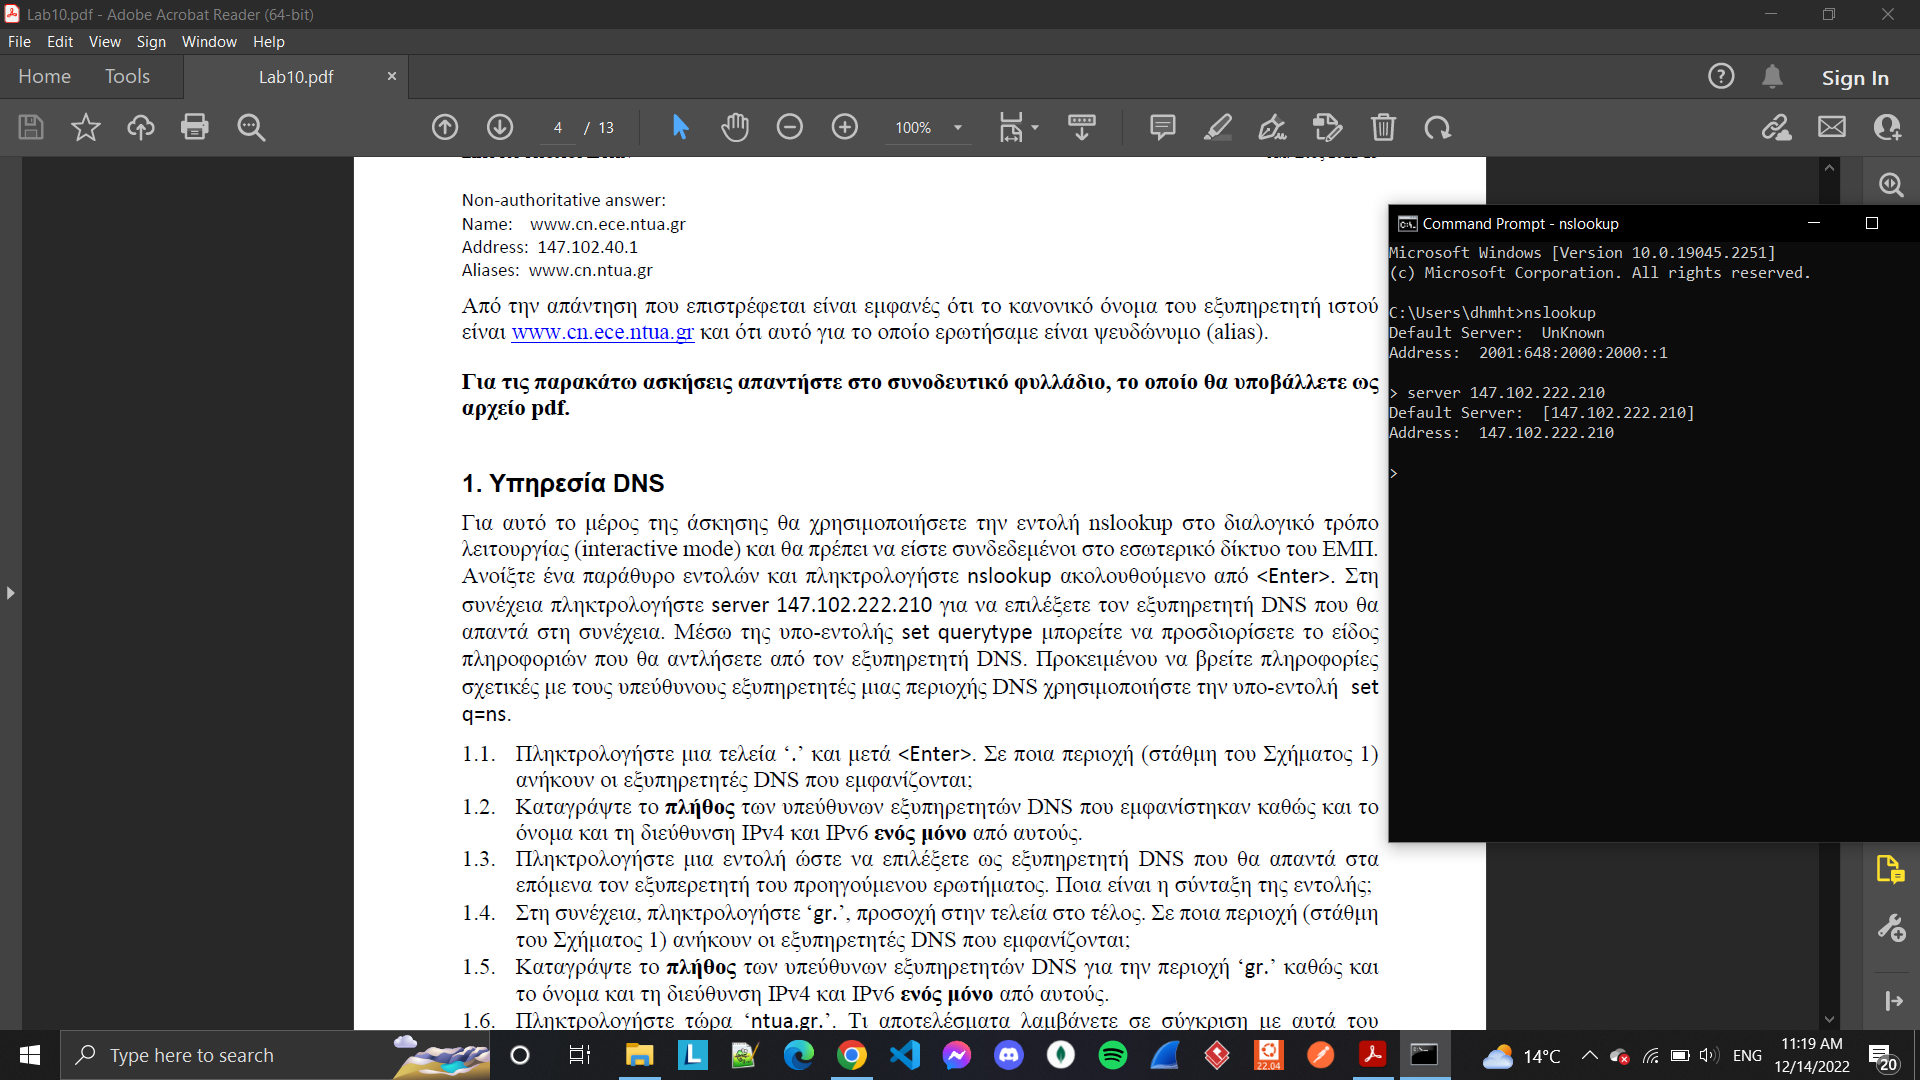 Lab10.pdf - Adobe Acrobat Reader (64-bit)
File Edit View Sign Window Help
Home Tools Lab10.pdf × Sign In
4 / 13 100%
Non-authoritative answer:
Name: www.cn.ece.ntua.gr
Address: 147.102.40.1
Aliases: www.cn.ntua.gr
Από την απάντηση που επιστρέφεται είναι εμφανές ότι το κανονικό όνομα του εξυπηρετητή ιστού
είναι www.cn.ece.ntua.gr και ότι αυτό για το οποίο ερωτήσαμε είναι ψευδώνυμο (alias).
Για τις παρακάτω ασκήσεις απαντήστε στο συνοδευτικό φυλλάδιο, το οποίο θα υποβάλλετε ως
αρχείο pdf.
1. Υπηρεσία DNS
Για αυτό το μέρος της άσκησης θα χρησιμοποιήσετε την εντολή nslookup στο διαλογικό τρόπο
λειτουργίας (interactive mode) και θα πρέπει να είστε συνδεδεμένοι στο εσωτερικό δίκτυο του ΕΜΠ.
Ανοίξτε ένα παράθυρο εντολών και πληκτρολογήστε nslookup ακολουθούμενο από <Enter>. Στη
συνέχεια πληκτρολογήστε server 147.102.222.210 για να επιλέξετε τον εξυπηρετητή DNS που θα
απαντά στη συνέχεια. Μέσω της υπο-εντολής set querytype μπορείτε να προσδιορίσετε το είδος
πληροφοριών που θα αντλήσετε από τον εξυπηρετητή DNS. Προκειμένου να βρείτε πληροφορίες
σχετικές με τους υπεύθυνους εξυπηρετητές μιας περιοχής DNS χρησιμοποιήστε την υπο-εντολή set
q=ns.
1.1. Πληκτρολογήστε μια τελεία ‘.’ και μετά <Enter>. Σε ποια περιοχή (στάθμη του Σχήματος 1)
ανήκουν οι εξυπηρετητές DNS που εμφανίζονται;
1.2. Καταγράψτε το πλήθος των υπεύθυνων εξυπηρετητών DNS που εμφανίστηκαν καθώς και το
όνομα και τη διεύθυνση IPv4 και IPv6 ενός μόνο από αυτούς.
1.3. Πληκτρολογήστε μια εντολή ώστε να επιλέξετε ως εξυπηρετητή DNS που θα απαντά στα
επόμενα τον εξυπερετητή του προηγούμενου ερωτήματος. Ποια είναι η σύνταξη της εντολής;
1.4. Στη συνέχεια, πληκτρολογήστε ‘gr.’, προσοχή στην τελεία στο τέλος. Σε ποια περιοχή (στάθμη
του Σχήματος 1) ανήκουν οι εξυπηρετητές DNS που εμφανίζονται;
1.5. Καταγράψτε το πλήθος των υπεύθυνων εξυπηρετητών DNS για την περιοχή ‘gr.’ καθώς και
το όνομα και τη διεύθυνση IPv4 και IPv6 ενός μόνο από αυτούς.
1.6. Πληκτρολογήστε τώρα ‘ntua.gr.’. Τι αποτελέσματα λαμβάνετε σε σύγκριση με αυτά του
Command Prompt - nslookup
Microsoft Windows [Version 10.0.19045.2251]
(c) Microsoft Corporation. All rights reserved.
C:\Users\dhmht>nslookup
Default Server:  UnKnown
Address:  2001:648:2000:2000::1
> server 147.102.222.210
Default Server:  [147.102.222.210]
Address:  147.102.222.210
>
Type here to search
22.04
14°C ENG
11:19 AM
12/14/2022
20